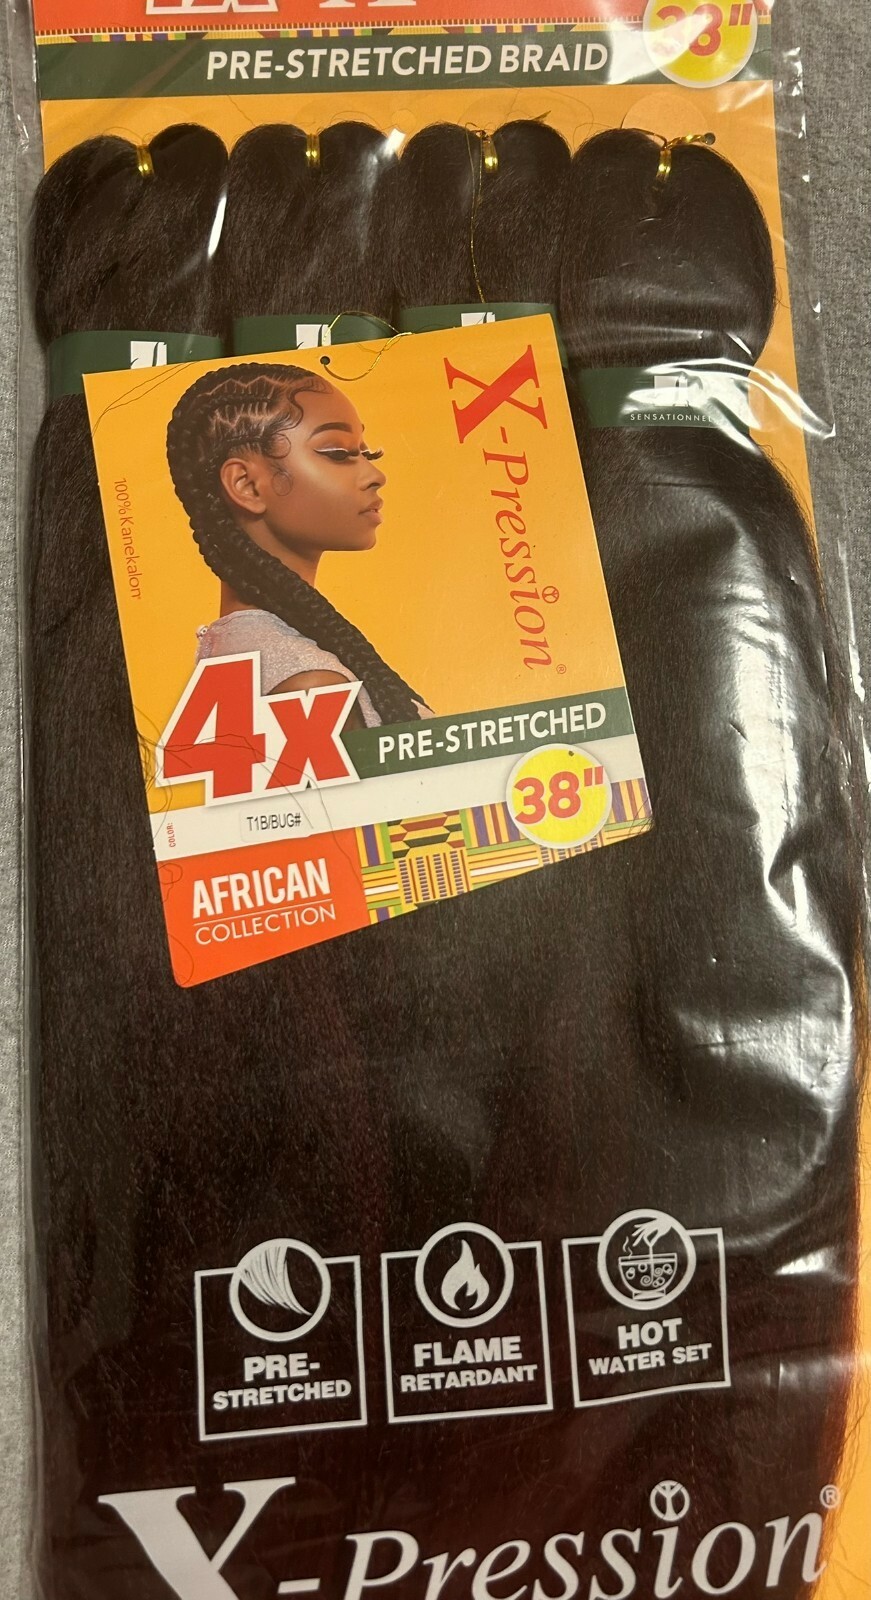 38"
PRE-STRETCHED BRAID
SENSATIONNEL
X-Pression®
100% Kanekalon
4x
PRE-STRETCHED
38"
COLOR:
T1B/BUG#
AFRICAN
COLLECTION
PRE-
STRETCHED
FLAME
RETARDANT
HOT
WATER SET
X-Pression®